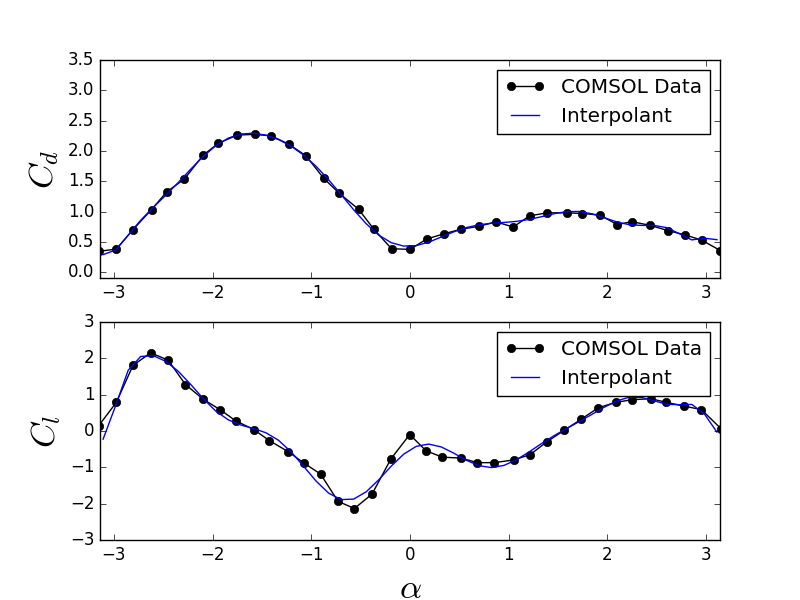 3.5
3.0
2.5
2.0
1.5
1.0
0.5
0.0
C_d
COMSOL Data
Interpolant
−3 −2 −1 0 1 2 3
3
2
1
0
−1
−2
−3
C_l
COMSOL Data
Interpolant
−3 −2 −1 0 1 2 3
α